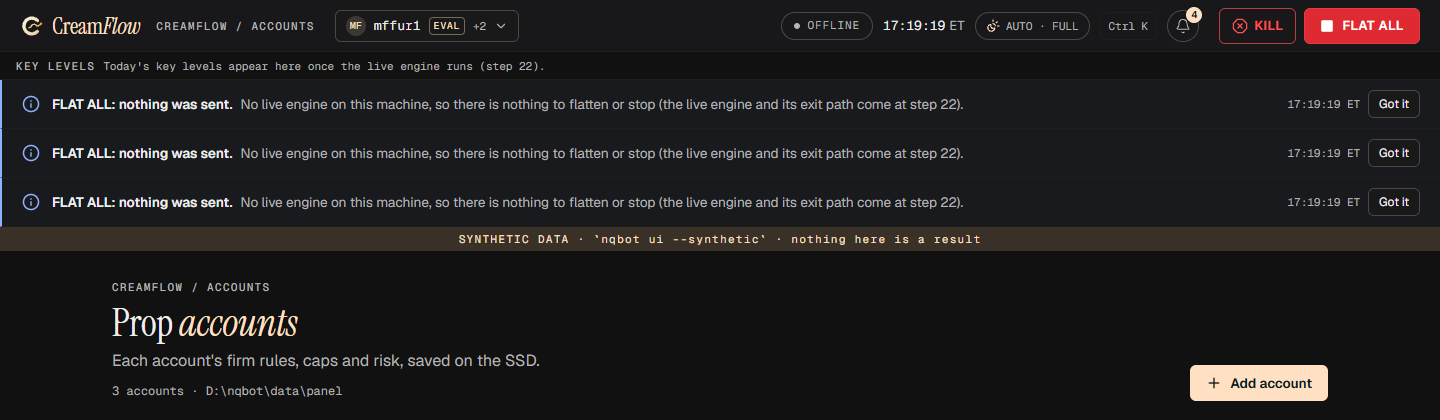 CreamFlow CREAMFLOW / ACCOUNTS MF mffur1 EVAL +2 OFFLINE 17:19:19 ET AUTO · FULL Ctrl K 4 KILL FLAT ALL
KEY LEVELS Today's key levels appear here once the live engine runs (step 22).
FLAT ALL: nothing was sent. No live engine on this machine, so there is nothing to flatten or stop (the live engine and its exit path come at step 22). 17:19:19 ET Got it
FLAT ALL: nothing was sent. No live engine on this machine, so there is nothing to flatten or stop (the live engine and its exit path come at step 22). 17:19:19 ET Got it
FLAT ALL: nothing was sent. No live engine on this machine, so there is nothing to flatten or stop (the live engine and its exit path come at step 22). 17:19:19 ET Got it
SYNTHETIC DATA · `nqbot ui --synthetic` · nothing here is a result
CREAMFLOW / ACCOUNTS
Prop accounts
Each account's firm rules, caps and risk, saved on the SSD.
3 accounts · D:\nqbot\data\panel
Add account